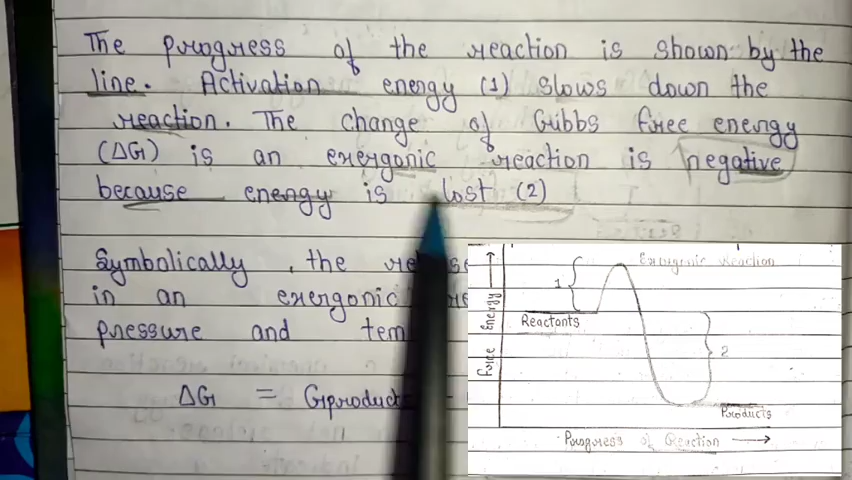 The progress of the reaction is shown by the
line. Activation energy (1) slows down the
reaction. The change of Gibbs free energy
(ΔG) is an exergonic reaction is negative
because energy is lost (2)
Symbolically, the
in an exergonic
pressure and
ΔG = Gproduct
Exergonic Reaction
1
Reactants
Free Energy
2
Products
Progress of Reaction